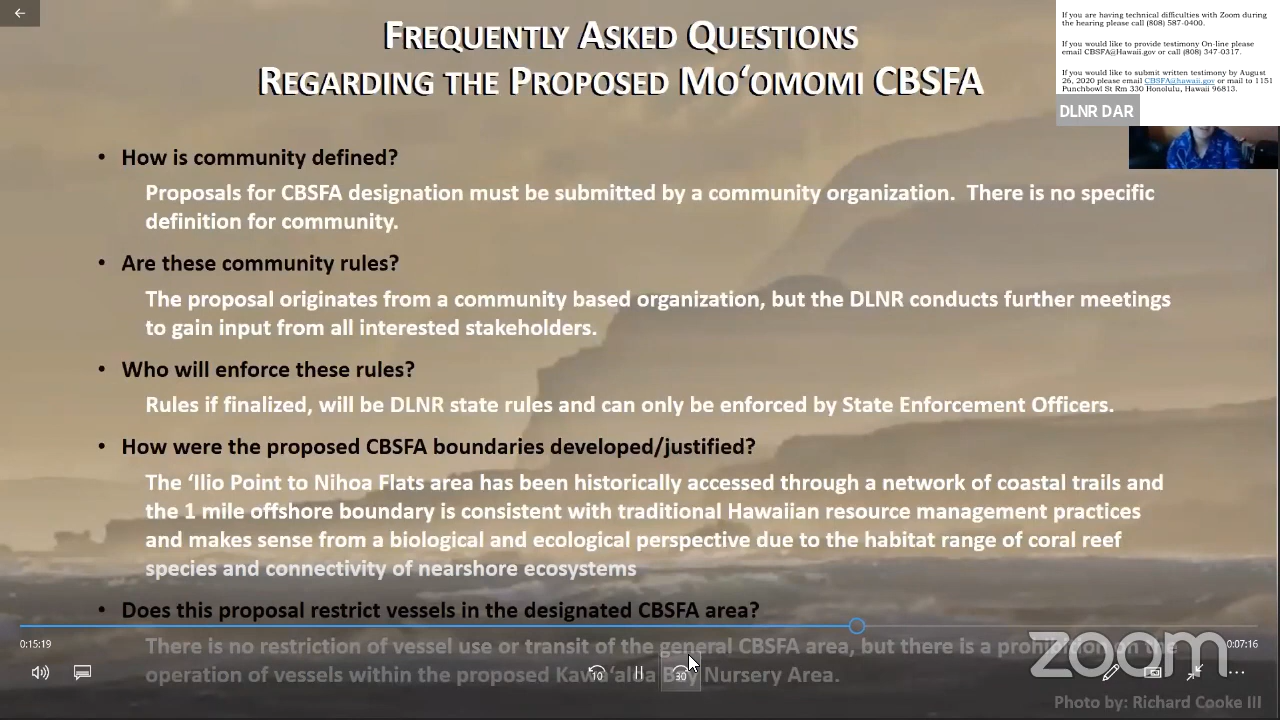 Frequently Asked Questions
Regarding the Proposed Moʻomomi CBSFA
If you are having technical difficulties with Zoom during
the hearing please call (808) 587-0400.
If you would like to provide testimony On-line please
email CBSFA@Hawaii.gov or call (808) 347-0317.
If you would like to submit written testimony by August
26, 2020 please email CBSFA@hawaii.gov or mail to 1151
Punchbowl St Rm 330 Honolulu, Hawaii 96813.
DLNR DAR
• How is community defined?
Proposals for CBSFA designation must be submitted by a community organization. There is no specific
definition for community.
• Are these community rules?
The proposal originates from a community based organization, but the DLNR conducts further meetings
to gain input from all interested stakeholders.
• Who will enforce these rules?
Rules if finalized, will be DLNR state rules and can only be enforced by State Enforcement Officers.
• How were the proposed CBSFA boundaries developed/justified?
The ʻIlio Point to Nihoa Flats area has been historically accessed through a network of coastal trails and
the 1 mile offshore boundary is consistent with traditional Hawaiian resource management practices
and makes sense from a biological and ecological perspective due to the habitat range of coral reef
species and connectivity of nearshore ecosystems
• Does this proposal restrict vessels in the designated CBSFA area?
0:15:19
0:07:16
There is no restriction of vessel use or transit of the general CBSFA area, but there is a prohibition on the
operation of vessels within the proposed Kawaʻaloa Bay Nursery Area.
10
30
zoom
Photo by: Richard Cooke III